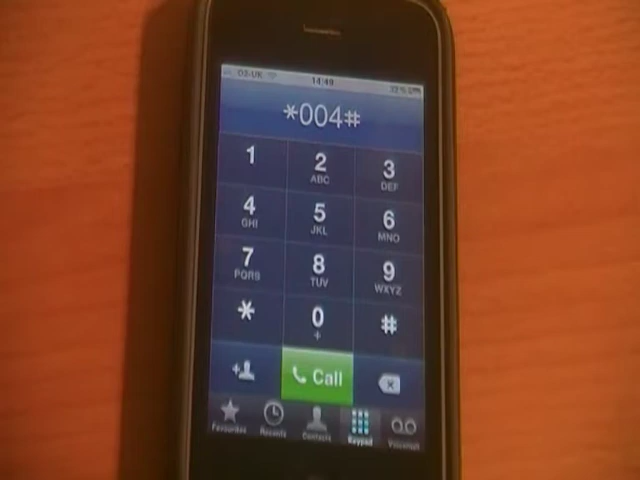 O2-UK 14:49 32%
*004#
1 2 3
ABC DEF
4 5 6
GHI JKL MNO
7 8 9
PQRS TUV WXYZ
* 0 #
+
Call
Favourites Recents Contacts Keypad Voicemail